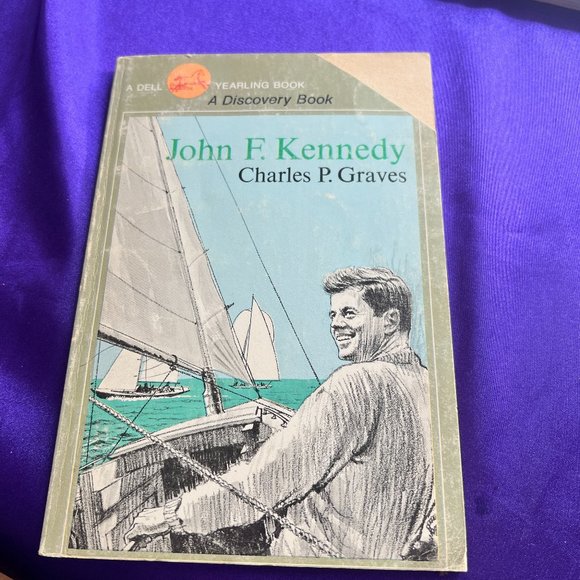 A DELL YEARLING BOOK
A Discovery Book
John F. Kennedy
Charles P. Graves